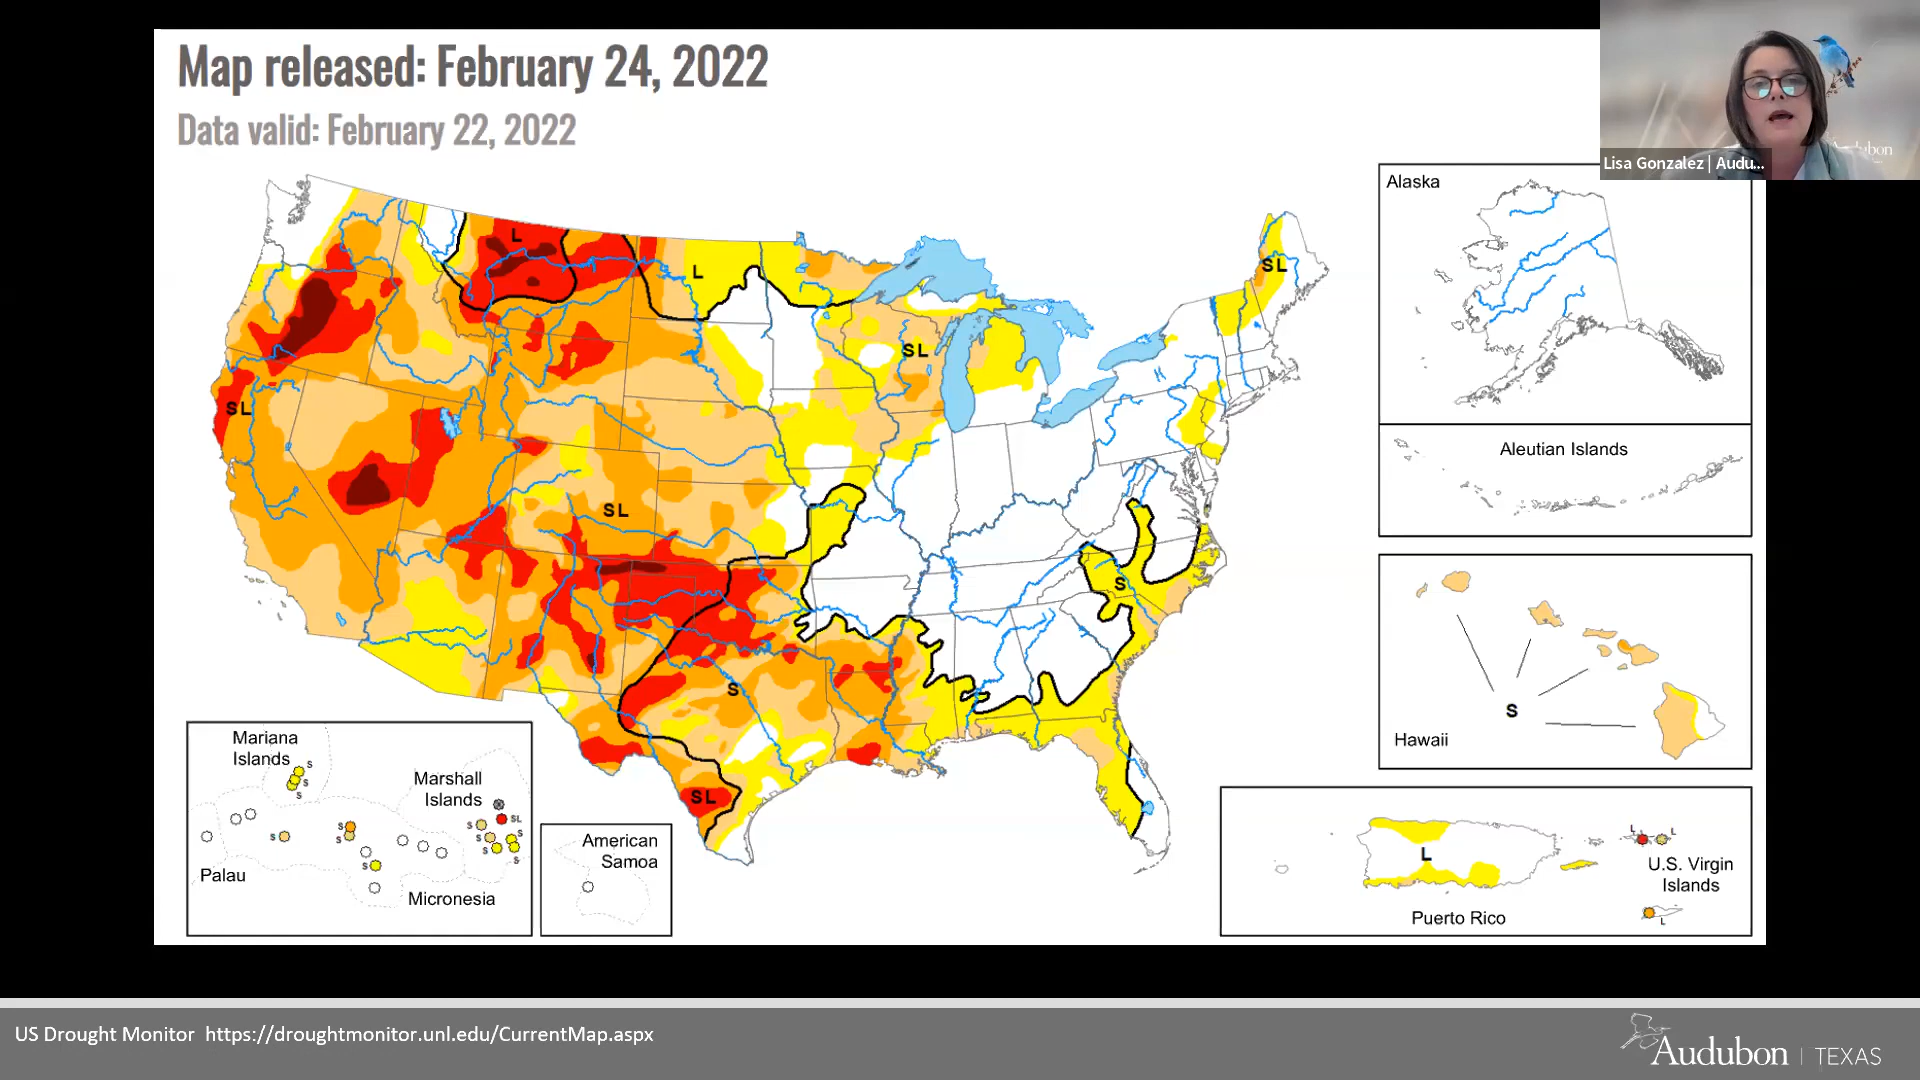 Map released: February 24, 2022
Data valid: February 22, 2022
Audubon
Lisa Gonzalez | Audu...
Alaska
Aleutian Islands
L
L
SL
SL
SL
SL
S
S
SL
Hawaii
S
Mariana
Islands
S
S
S
Marshall
Islands
SL
S
S
S
S
S
S
S
S
S
S
Palau
Micronesia
American
Samoa
L
L
L
L
U.S. Virgin
Islands
Puerto Rico
US Drought Monitor https://droughtmonitor.unl.edu/CurrentMap.aspx
Audubon | TEXAS